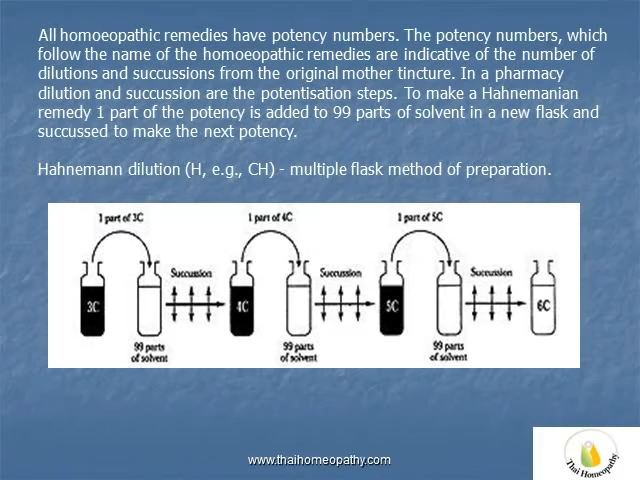 All homoeopathic remedies have potency numbers. The potency numbers, which
follow the name of the homoeopathic remedies are indicative of the number of
dilutions and succussions from the original mother tincture. In a pharmacy
dilution and succussion are the potentisation steps. To make a Hahnemanian
remedy 1 part of the potency is added to 99 parts of solvent in a new flask and
succussed to make the next potency.
Hahnemann dilution (H, e.g., CH) - multiple flask method of preparation.
1 part of 3C
1 part of 4C
1 part of 5C
Succussion
Succussion
Succussion
3C
4C
5C
6C
99 parts
of solvent
99 parts
of solvent
99 parts
of solvent
www.thaihomeopathy.com
Thai Homeopathy